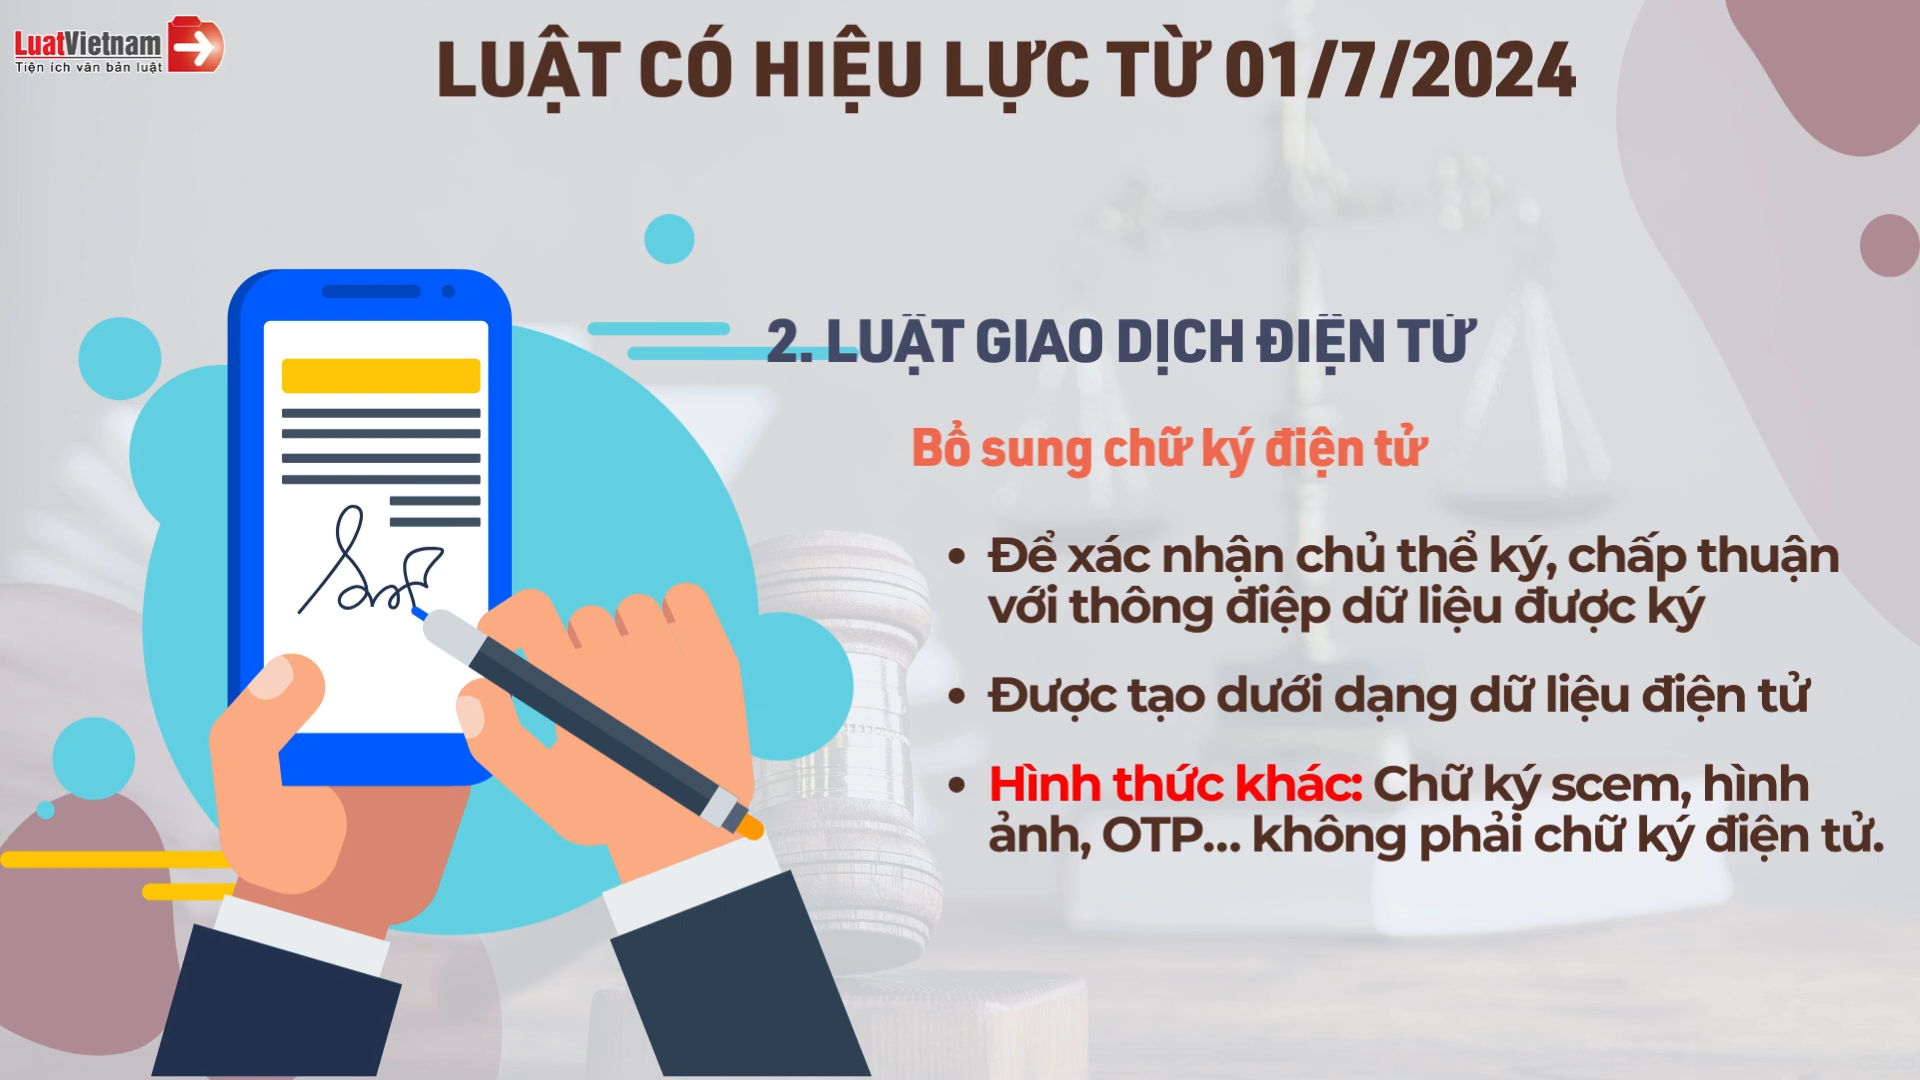 LuatVietnam
Tiện ích văn bản luật
LUẬT CÓ HIỆU LỰC TỪ 01/7/2024
2. LUẬT GIAO DỊCH ĐIỆN TỬ
Bổ sung chữ ký điện tử
• Để xác nhận chủ thể ký, chấp thuận
với thông điệp dữ liệu được ký
• Được tạo dưới dạng dữ liệu điện tử
• Hình thức khác: Chữ ký scem, hình
ảnh, OTP... không phải chữ ký điện tử.